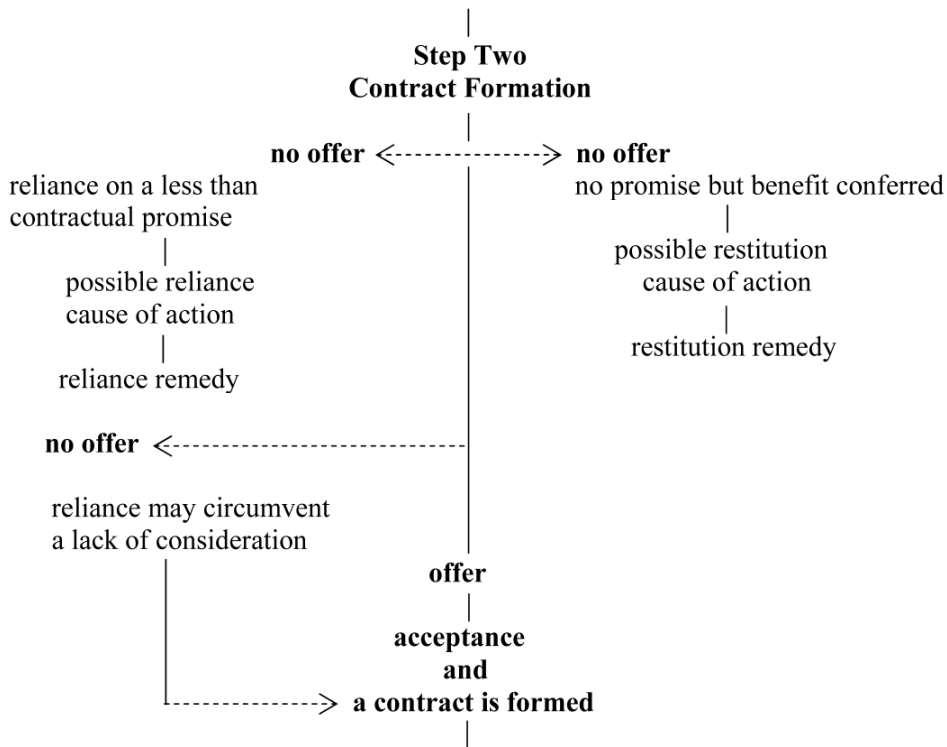 Step Two
Contract Formation
no offer
no offer
reliance on a less than
contractual promise
no promise but benefit conferred
possible reliance
cause of action
possible restitution
cause of action
reliance remedy
restitution remedy
no offer
reliance may circumvent
a lack of consideration
offer
acceptance
and
a contract is formed